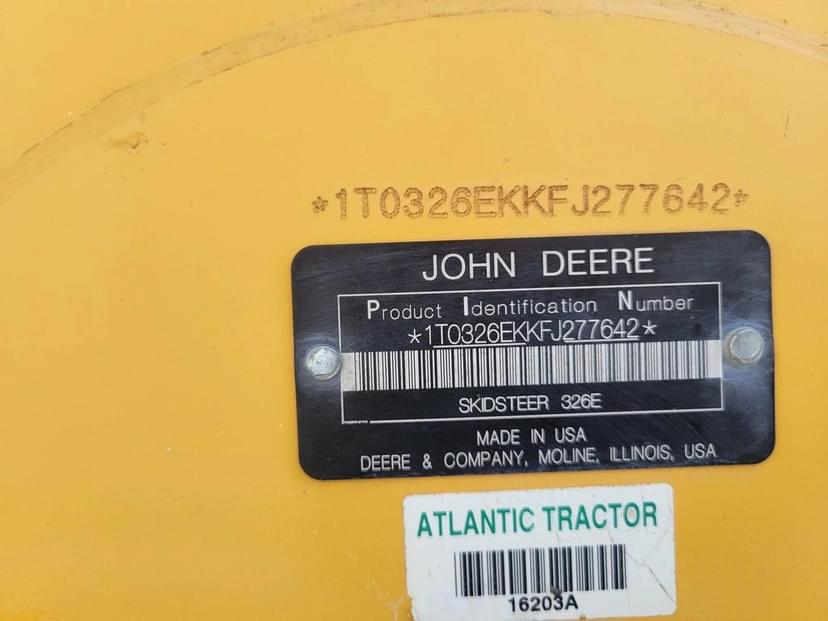 *1T0326EKKFJ277642*
JOHN DEERE
Product Identification Number
*1T0326EKKFJ277642*
SKIDSTEER 326E
MADE IN USA
DEERE & COMPANY, MOLINE, ILLINOIS, USA
ATLANTIC TRACTOR
16203A